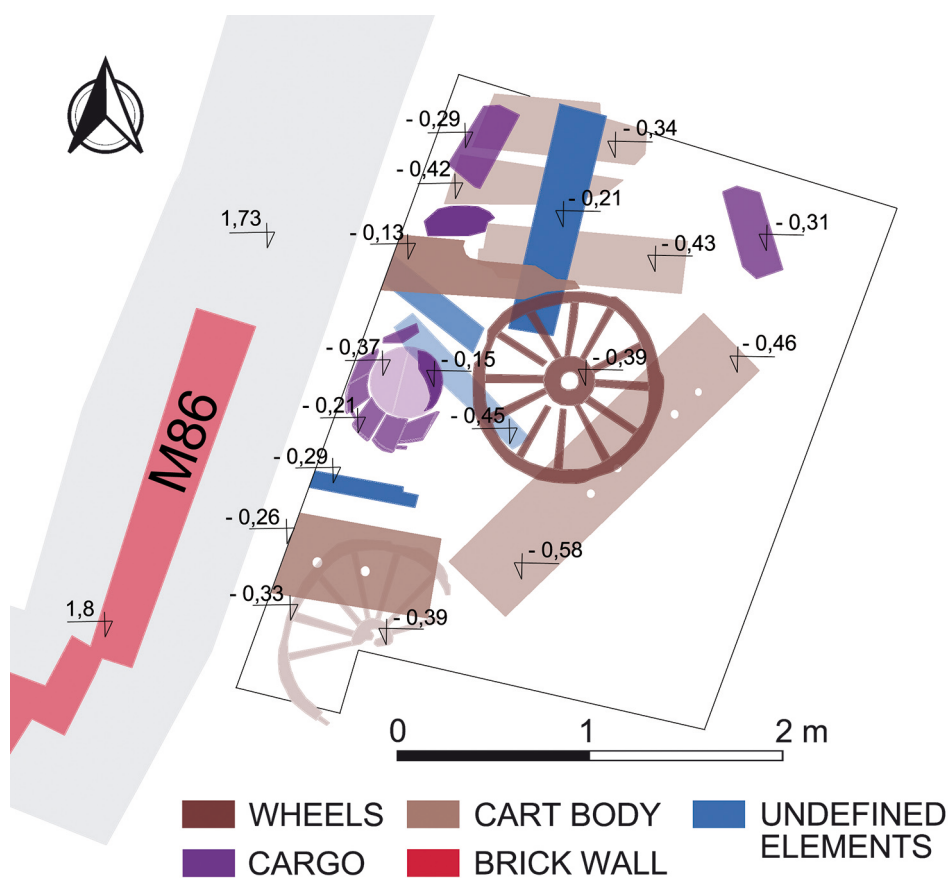 - 0,29
- 0,34
- 0,42
- 0,21
1,73
- 0,13
- 0,31
- 0,43
- 0,37
- 0,15
- 0,39
- 0,46
- 0,21
- 0,45
M86
- 0,29
- 0,26
- 0,58
- 0,33
1,8
- 0,39
0 1 2 m
WHEELS
CART BODY
UNDEFINED
ELEMENTS
CARGO
BRICK WALL